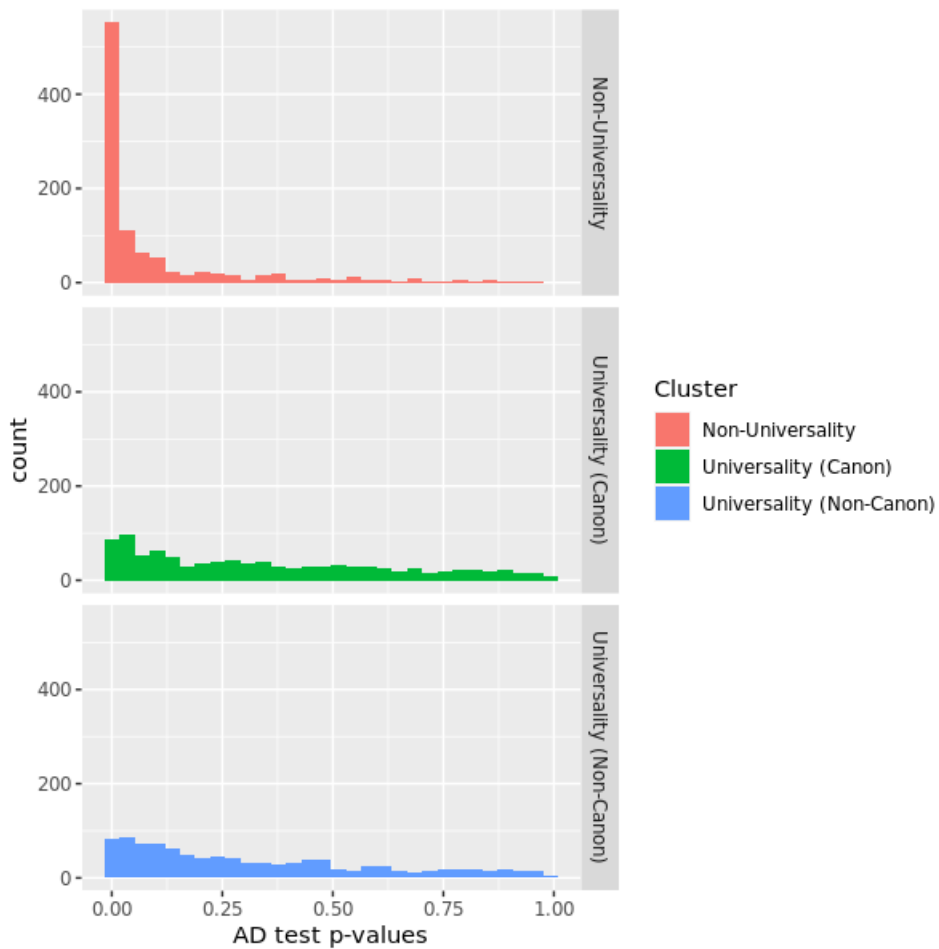 400
200
0
Non-Universality
400
200
0
Universality (Canon)
400
200
0
Universality (Non-Canon)
count
0.00 0.25 0.50 0.75 1.00
AD test p-values
Cluster
Non-Universality
Universality (Canon)
Universality (Non-Canon)